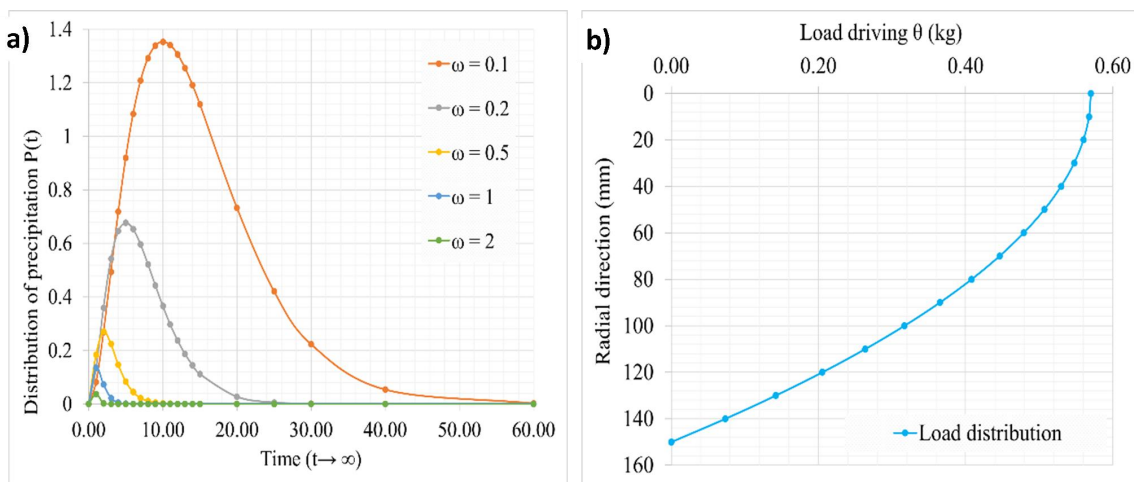 a)
Distribution of precipitation P(t)
1.4
1.2
1
0.8
0.6
0.4
0.2
0
0.00
10.00
20.00
30.00
40.00
50.00
60.00
Time (t→ ∞)
ω = 0.1
ω = 0.2
ω = 0.5
ω = 1
ω = 2
b)
Load driving θ (kg)
0.00
0.20
0.40
0.60
Radial direction (mm)
0
20
40
60
80
100
120
140
160
Load distribution